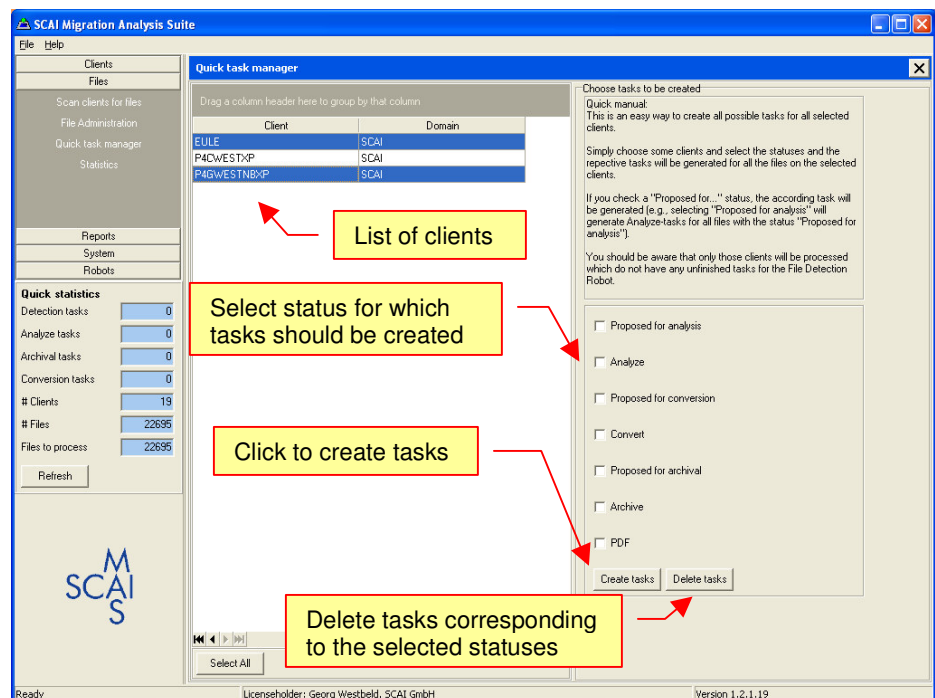 SCAI Migration Analysis Suite
File Help
Clients
Files
Scan clients for files
File Administration
Quick task manager
Statistics
Reports
System
Robots
Quick statistics
Detection tasks 0
Analyze tasks 0
Archival tasks 0
Conversion tasks 0
# Clients 19
# Files 22695
Files to process 22695
Refresh
M
SCAI
S
Quick task manager
Drag a column header here to group by that column
Client Domain
EULE SCAI
P4CWESTXP SCAI
P4GWESTNBXP SCAI
List of clients
Select status for which
tasks should be created
Click to create tasks
Delete tasks corresponding
to the selected statuses
Select All
Choose tasks to be created
Quick manual:
This is an easy way to create all possible tasks for all selected
clients.
Simply choose some clients and select the statuses and the
repective tasks will be generated for all the files on the selected
clients.
If you check a "Proposed for..." status, the according task will
be generated (e.g., selecting "Proposed for analysis" will
generate Analyze-tasks for all files with the status "Proposed for
analysis").
You should be aware that only those clients will be processed
which do not have any unfinished tasks for the File Detection
Robot.
Proposed for analysis
Analyze
Proposed for conversion
Convert
Proposed for archival
Archive
PDF
Create tasks Delete tasks
Ready Licenseholder: Georg Westbeld, SCAI GmbH Version 1.2.1.19